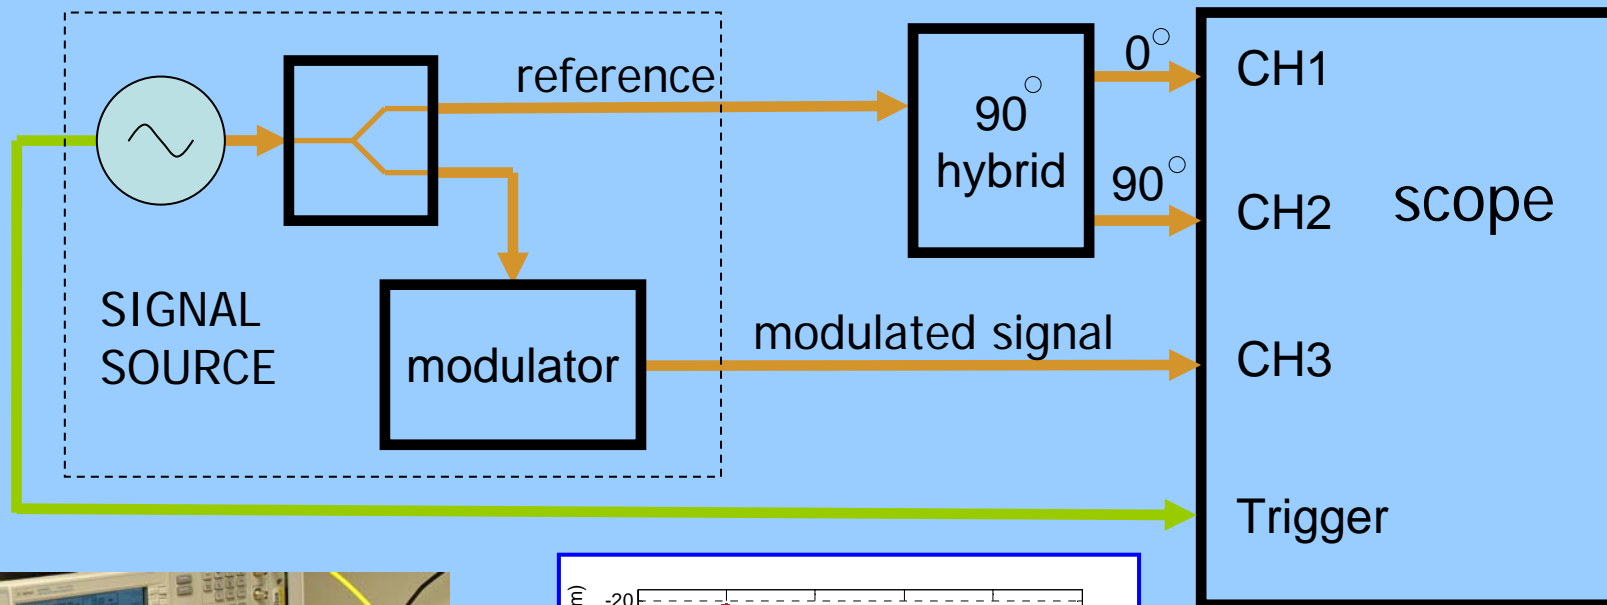 reference
90°
hybrid
0°
90°
CH1
CH2
scope
SIGNAL
SOURCE
modulator
modulated signal
CH3
Trigger
-20